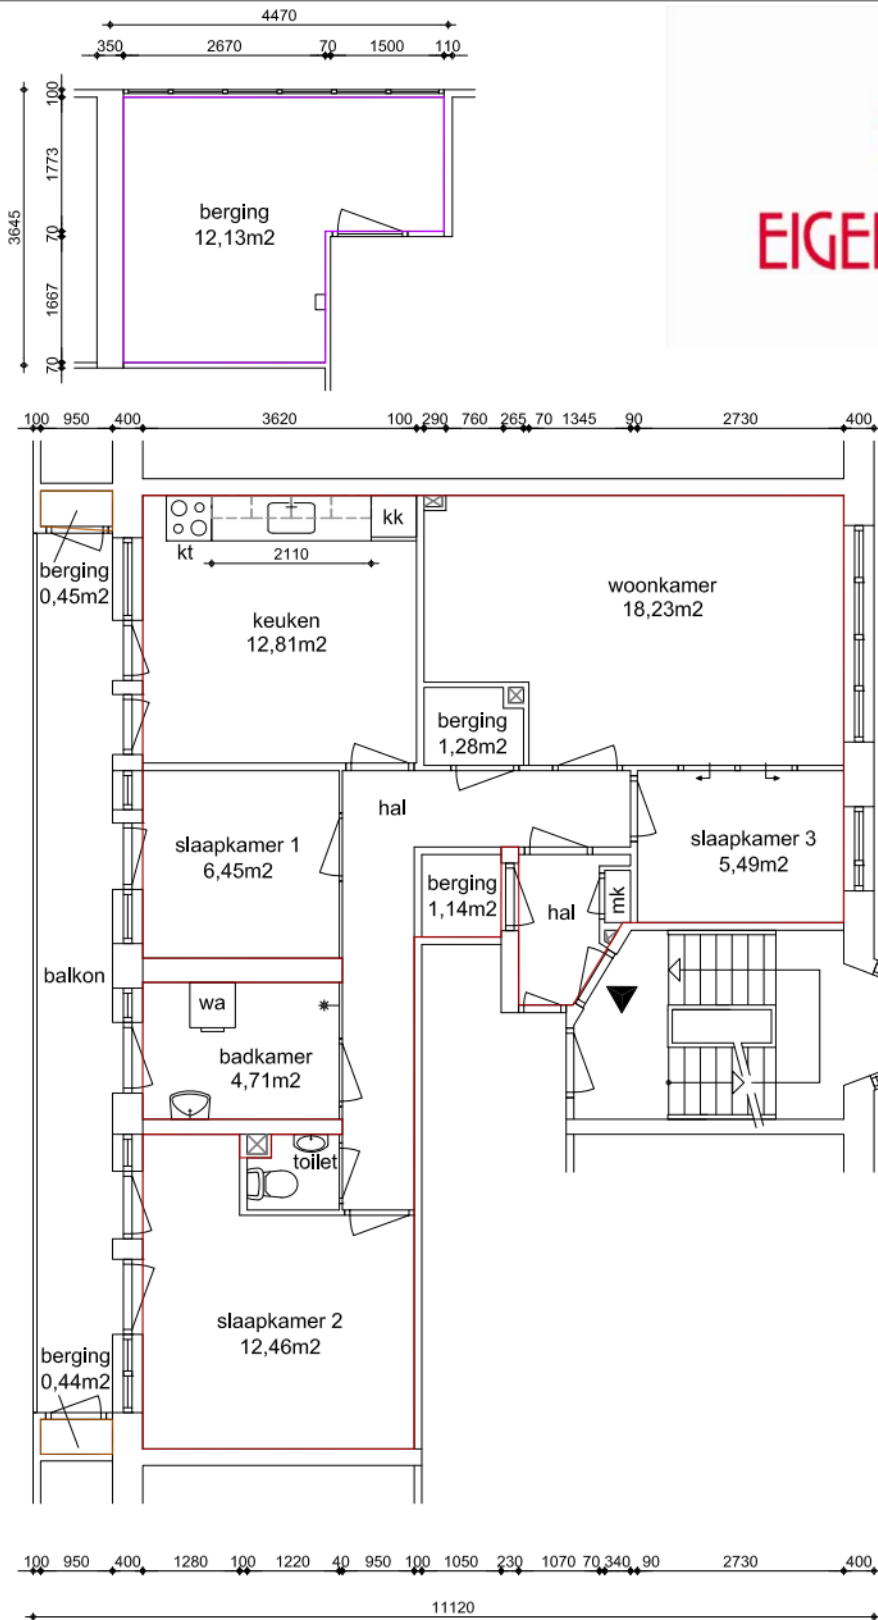 4470
350 2670 70 1500 110
100
1773
3645
70
1667
70
berging
12,13m2
EIGE
100 950 400 3620 100 290 760 265 70 1345 90 2730 400
kk
kt
2110
berging
0,45m2
keuken
12,81m2
woonkamer
18,23m2
berging
1,28m2
hal
slaapkamer 1
6,45m2
slaapkamer 3
5,49m2
berging
1,14m2
hal
mk
balkon
wa
badkamer
4,71m2
toilet
slaapkamer 2
12,46m2
berging
0,44m2
100 950 400 1280 100 1220 40 950 100 1050 230 1070 70 340 90 2730 400
11120